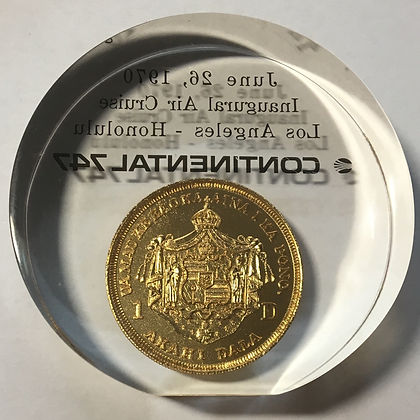 June 26, 1970
Inaugural Air Cruise
Los Angeles - Honolulu
CONTINENTAL 747
UA MAU KE EA O KA AINA I KA PONO
1 D
AKAHI DALA